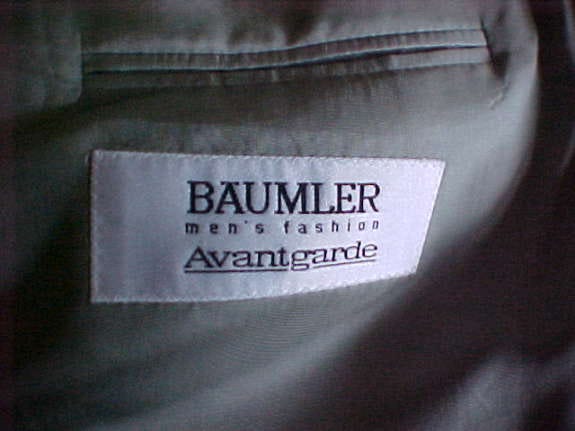 BÄUMLER
men's fashion
Avantgarde